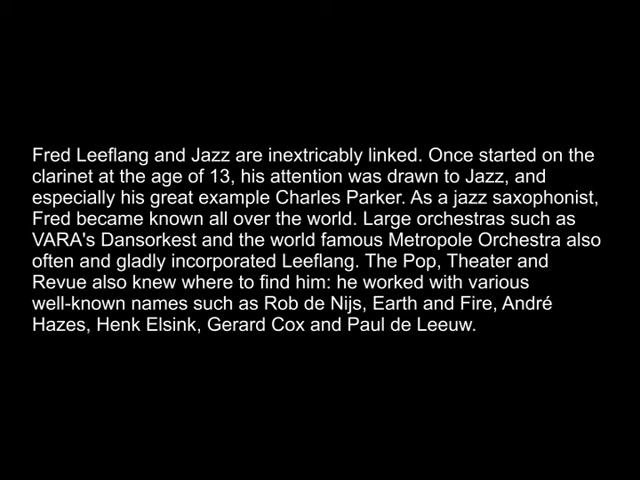 Fred Leeflang and Jazz are inextricably linked. Once started on the
clarinet at the age of 13, his attention was drawn to Jazz, and
especially his great example Charles Parker. As a jazz saxophonist,
Fred became known all over the world. Large orchestras such as
VARA's Dansorkest and the world famous Metropole Orchestra also
often and gladly incorporated Leeflang. The Pop, Theater and
Revue also knew where to find him: he worked with various
well-known names such as Rob de Nijs, Earth and Fire, André
Hazes, Henk Elsink, Gerard Cox and Paul de Leeuw.